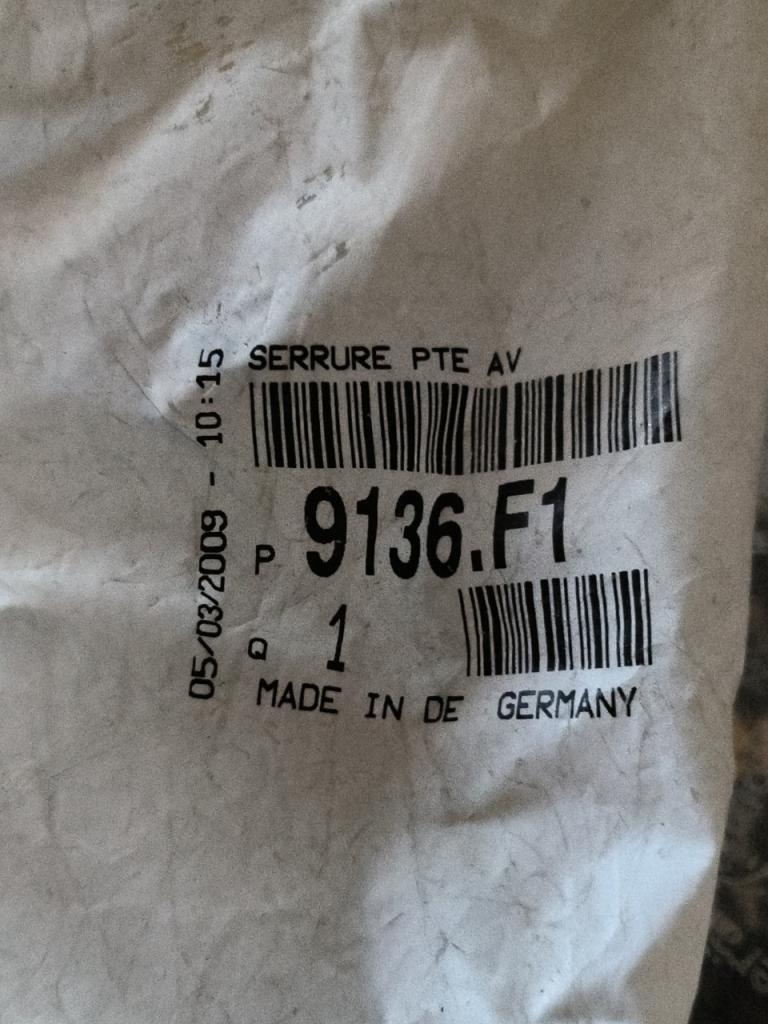 SERRURE PTE AV
P 9136.F1
Q 1
MADE IN DE GERMANY
05/03/2009 - 10:15